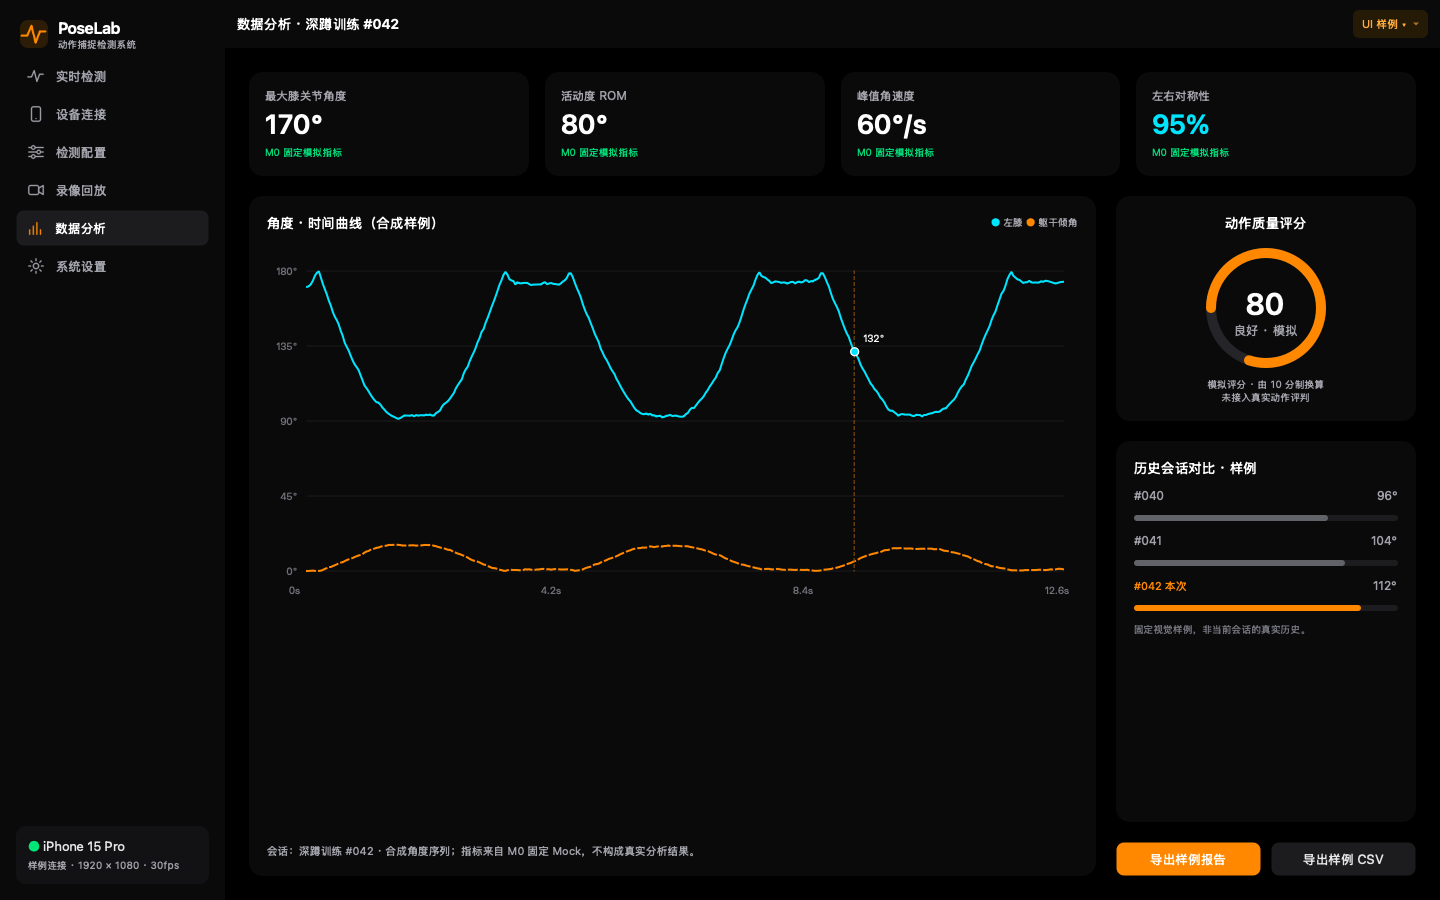 PoseLab
动作捕捉检测系统
实时检测
设备连接
检测配置
录像回放
数据分析
系统设置
iPhone 15 Pro
样例连接 · 1920 × 1080 · 30fps
数据分析 · 深蹲训练 #042
UI 样例 •
最大膝关节角度
170°
M0 固定模拟指标
活动度 ROM
80°
M0 固定模拟指标
峰值角速度
60°/s
M0 固定模拟指标
左右对称性
95%
M0 固定模拟指标
角度 · 时间曲线（合成样例）
左膝
躯干倾角
180°
135°
90°
45°
0°
132°
0s
4.2s
8.4s
12.6s
会话：深蹲训练 #042 · 合成角度序列；指标来自 M0 固定 Mock，不构成真实分析结果。
动作质量评分
80
良好 · 模拟
模拟评分 · 由 10 分制换算
未接入真实动作评判
历史会话对比 · 样例
#040
96°
#041
104°
#042 本次
112°
固定视觉样例，非当前会话的真实历史。
导出样例报告
导出样例 CSV